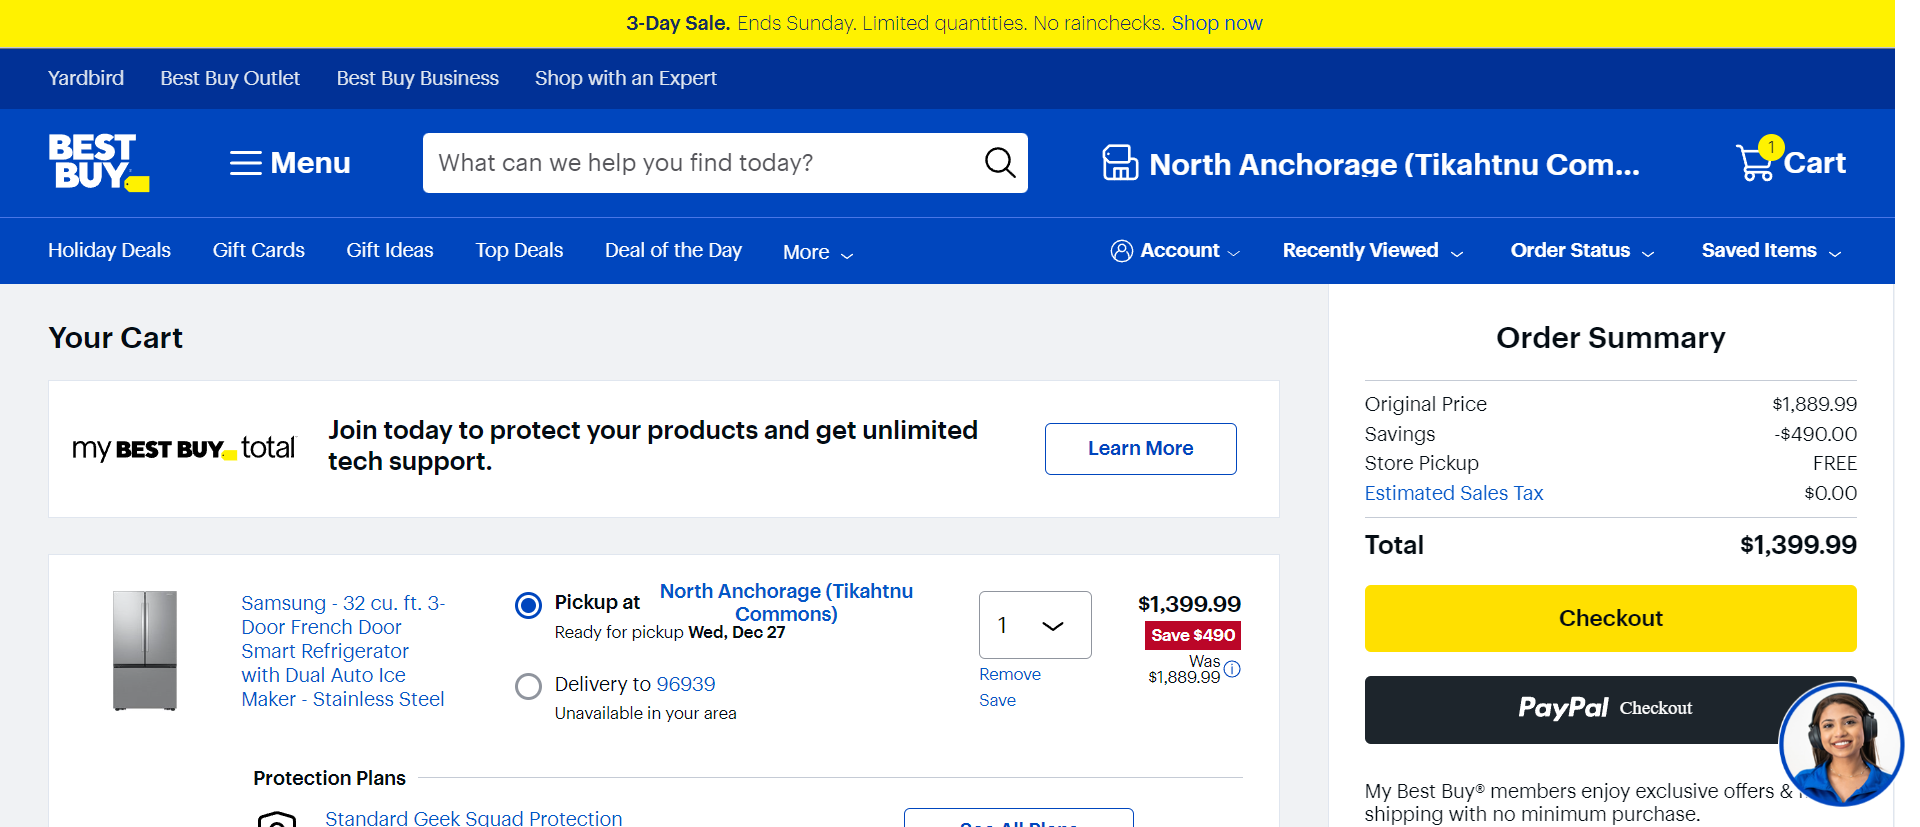 3-Day Sale. Ends Sunday. Limited quantities. No rainchecks. Shop now
Yardbird Best Buy Outlet Best Buy Business Shop with an Expert
BEST
BUY
Menu
What can we help you find today?
North Anchorage (Tikahtnu Com...
1
Cart
Holiday Deals Gift Cards Gift Ideas Top Deals Deal of the Day More
Account Recently Viewed Order Status Saved Items
Your Cart
my BEST BUY total
Join today to protect your products and get unlimited
tech support.
Learn More
Samsung - 32 cu. ft. 3-
Door French Door
Smart Refrigerator
with Dual Auto Ice
Maker - Stainless Steel
Pickup at North Anchorage (Tikahtnu
Commons)
Ready for pickup Wed, Dec 27
Delivery to 96939
Unavailable in your area
1
Remove
Save
$1,399.99
Save $490
Was
$1,889.99
Protection Plans
Standard Geek Squad Protection
See All Plans
Order Summary
Original Price $1,889.99
Savings -$490.00
Store Pickup FREE
Estimated Sales Tax $0.00
Total $1,399.99
Checkout
PayPal Checkout
My Best Buy® members enjoy exclusive offers &
shipping with no minimum purchase.